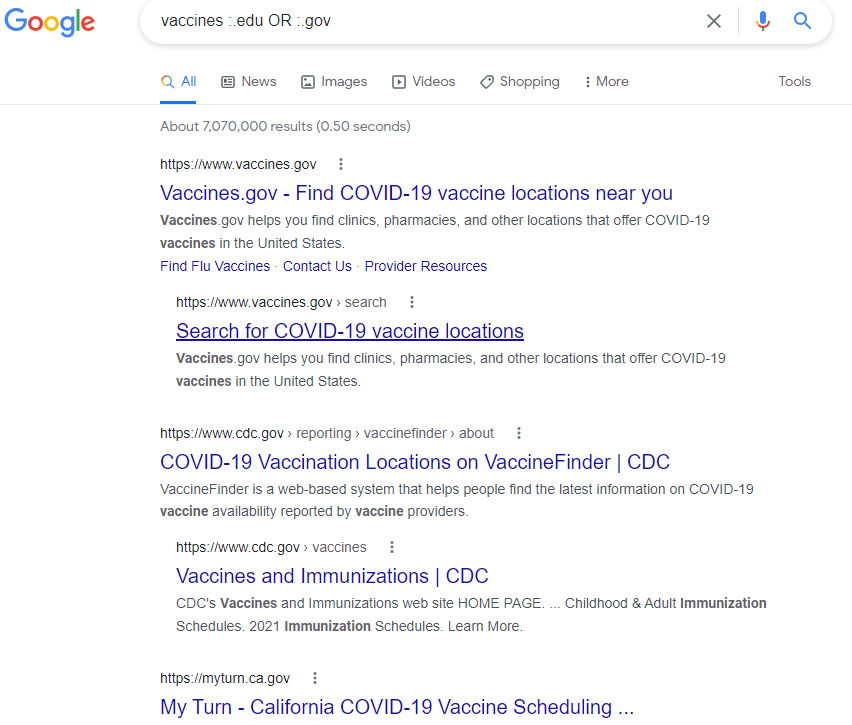 Google
vaccines :.edu OR :.gov
All News Images Videos Shopping More Tools
About 7,070,000 results (0.50 seconds)
https://www.vaccines.gov
Vaccines.gov - Find COVID-19 vaccine locations near you
Vaccines.gov helps you find clinics, pharmacies, and other locations that offer COVID-19
vaccines in the United States.
Find Flu Vaccines · Contact Us · Provider Resources
https://www.vaccines.gov › search
Search for COVID-19 vaccine locations
Vaccines.gov helps you find clinics, pharmacies, and other locations that offer COVID-19
vaccines in the United States.
https://www.cdc.gov › reporting › vaccinefinder › about
COVID-19 Vaccination Locations on VaccineFinder | CDC
VaccineFinder is a web-based system that helps people find the latest information on COVID-19
vaccine availability reported by vaccine providers.
https://www.cdc.gov › vaccines
Vaccines and Immunizations | CDC
CDC's Vaccines and Immunizations web site HOME PAGE. ... Childhood & Adult Immunization
Schedules. 2021 Immunization Schedules. Learn More.
https://myturn.ca.gov
My Turn - California COVID-19 Vaccine Scheduling ...